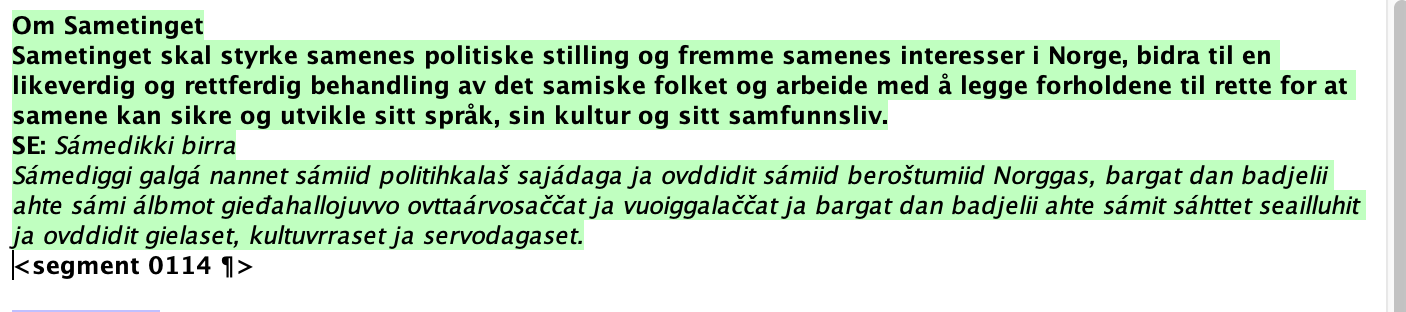 Om Sametinget
Sametinget skal styrke samenes politiske stilling og fremme samenes interesser i Norge, bidra til en
likeverdig og rettferdig behandling av det samiske folket og arbeide med å legge forholdene til rette for at
samene kan sikre og utvikle sitt språk, sin kultur og sitt samfunnsliv.
SE: Sámedikki birra
Sámediggi galgá nannet sámiid politihkalaš sajádaga ja ovddidit sámiid beroštumiid Norggas, bargat dan badjelii
ahte sámi álbmot gieđahallojuvvo ovttaárvosaččat ja vuoiggalaččat ja bargat dan badjelii ahte sámit sáhttet seailluhit
ja ovddidit gielaset, kultuvrraset ja servodagaset.
<segment 0114 ¶>